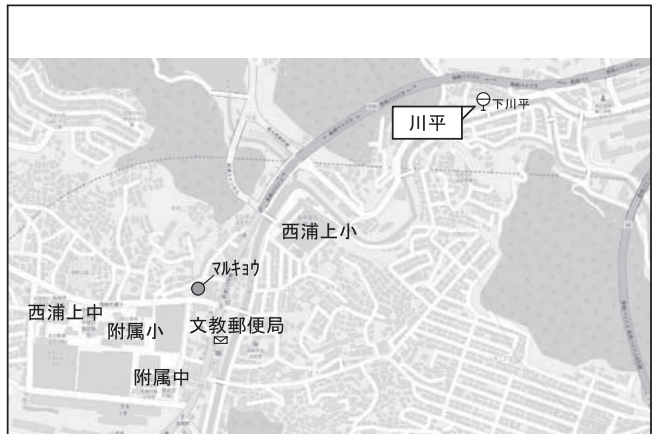 下川平
川平
西浦上小
マルキョウ
西浦上中
附属小
文教郵便局
附属中